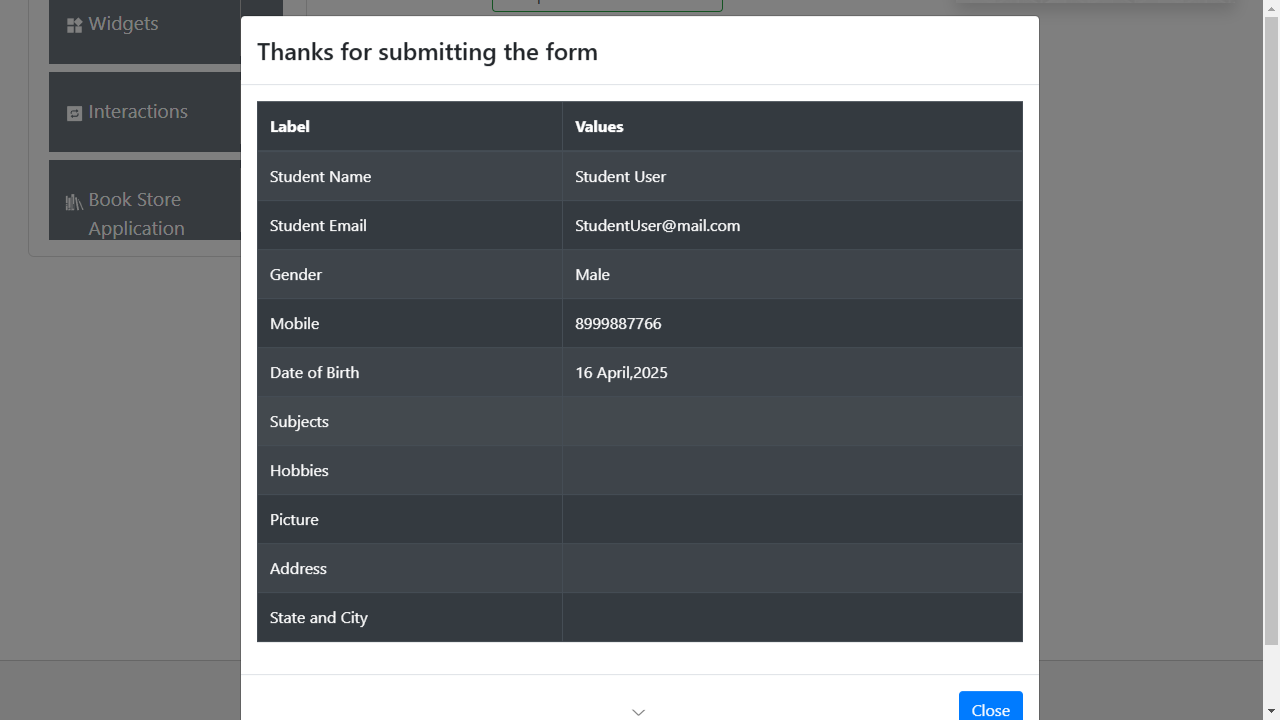 Widgets
Interactions
Book Store
Application
Thanks for submitting the form
Label Values
Student Name Student User
Student Email StudentUser@mail.com
Gender Male
Mobile 8999887766
Date of Birth 16 April,2025
Subjects
Hobbies
Picture
Address
State and City
Close